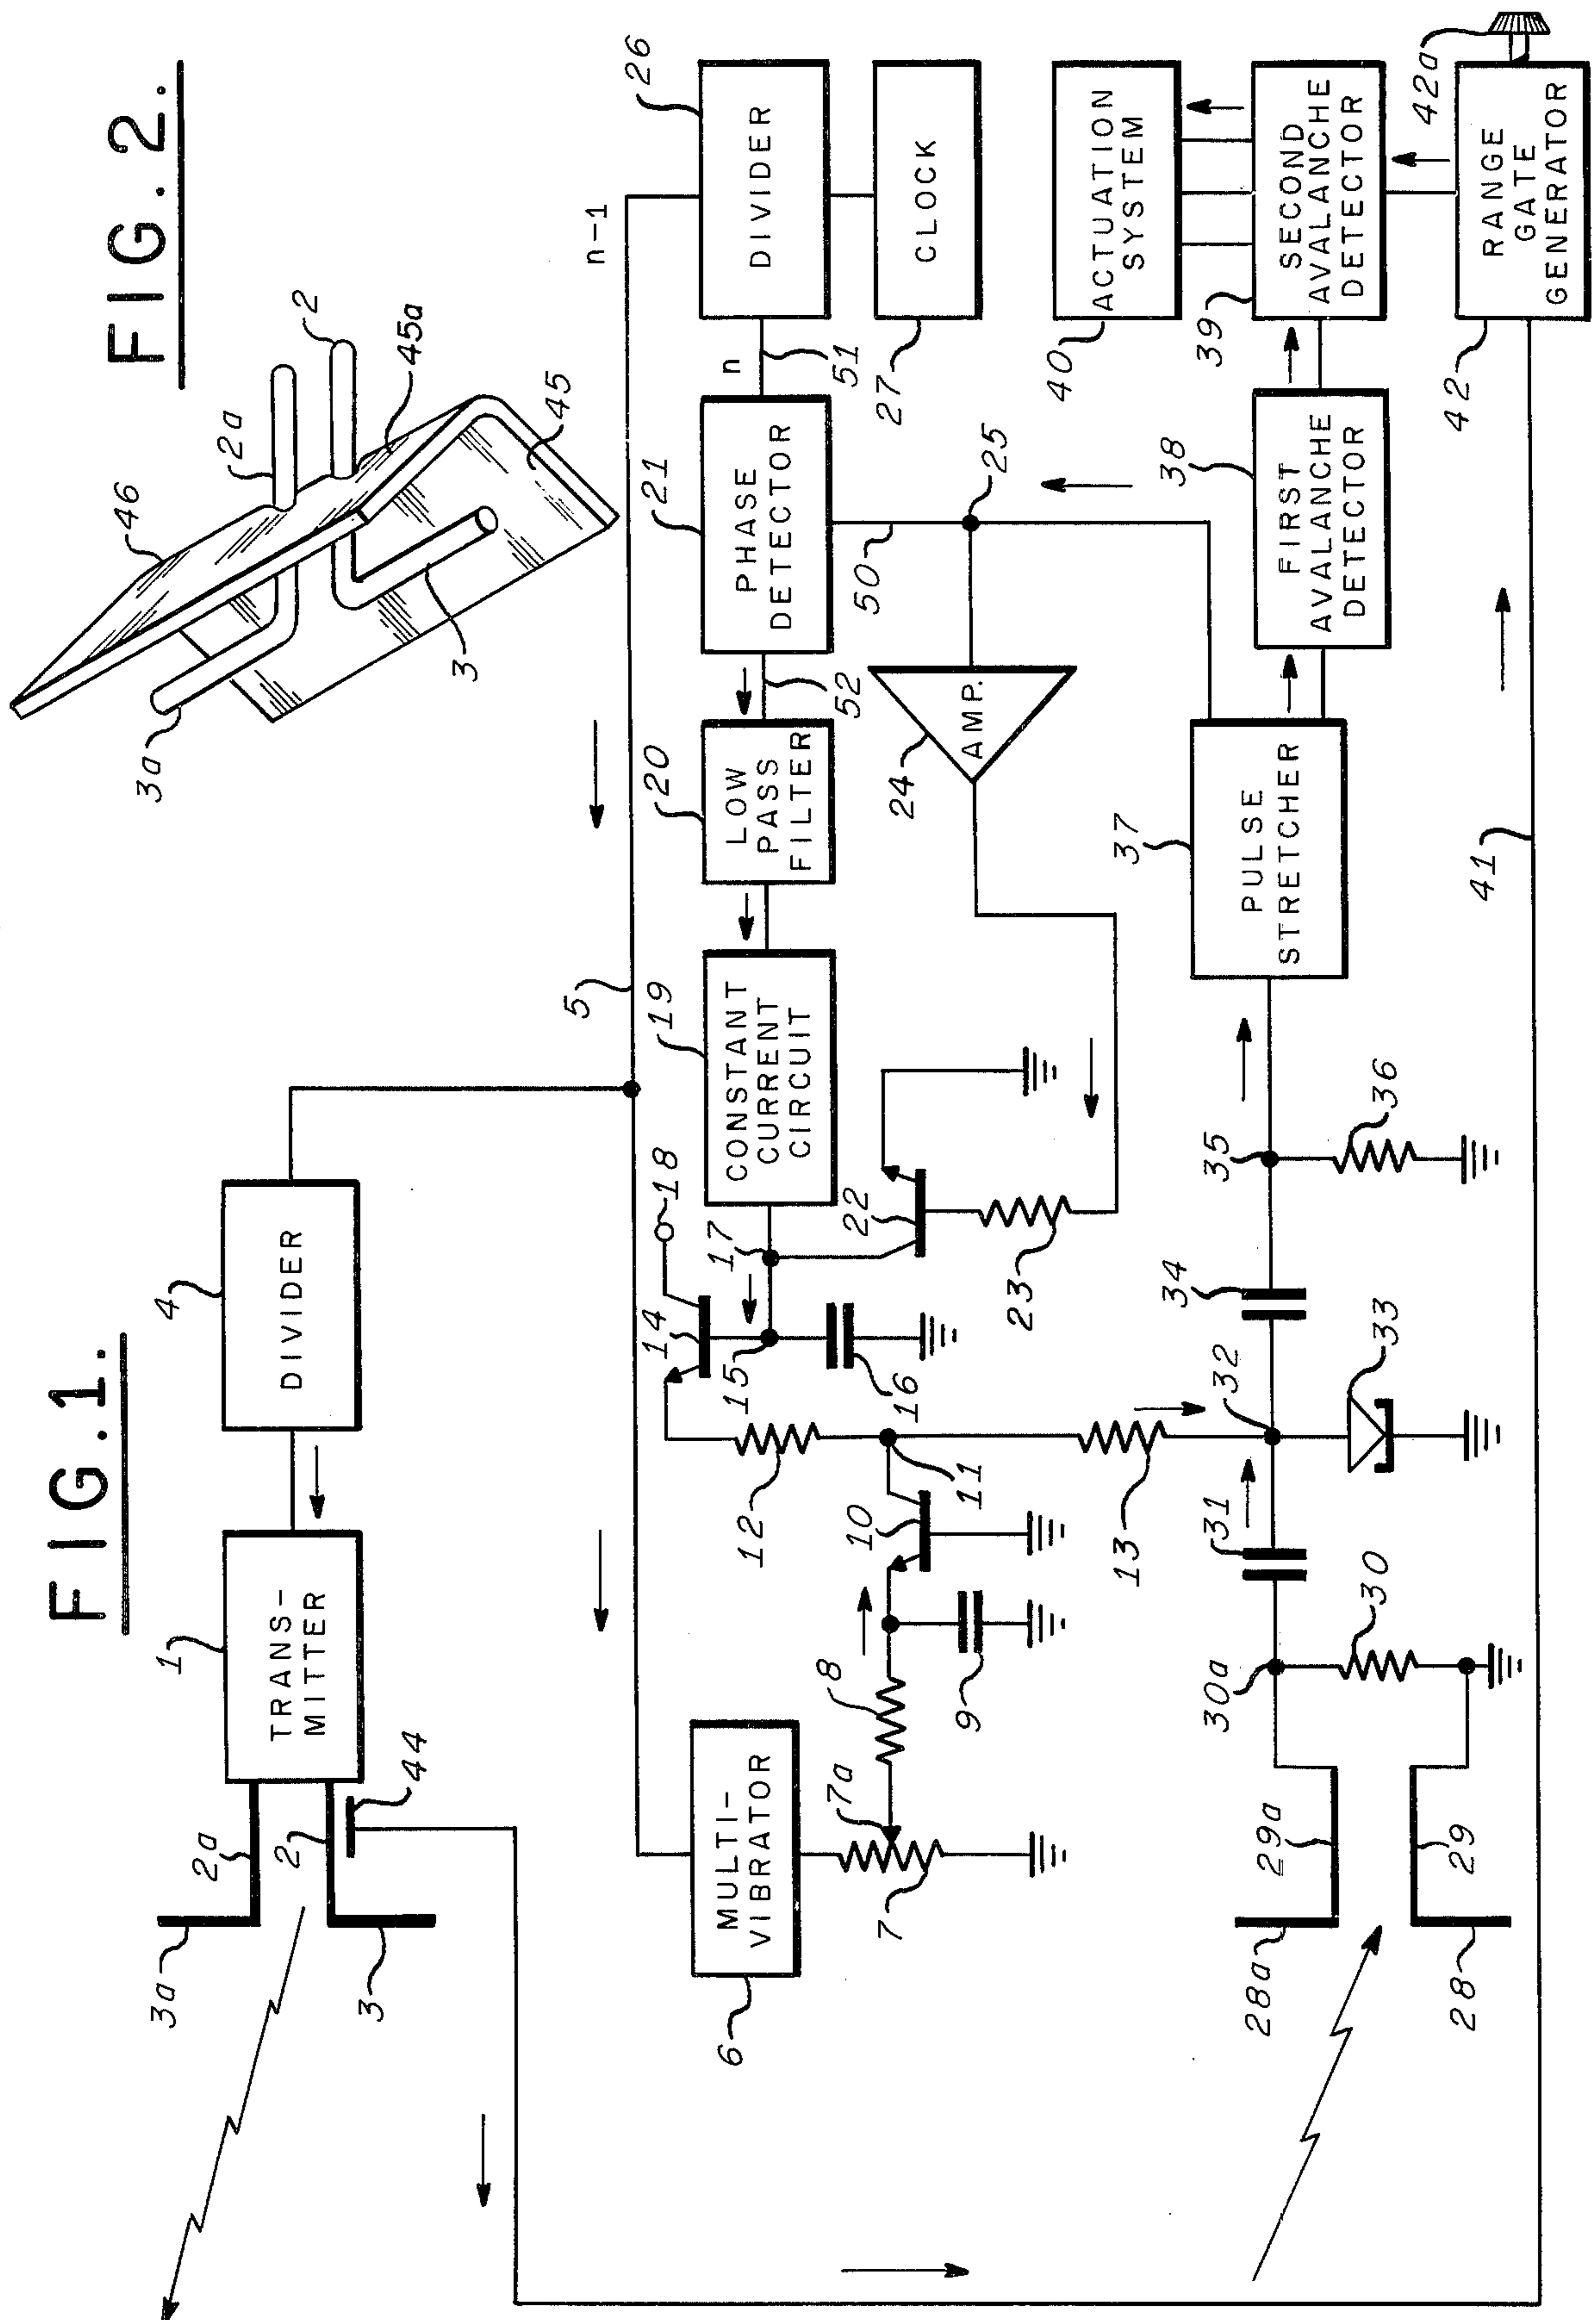 FIG. 1.
3a
2a
3
2
44
1
TRANS-
MITTER
4
DIVIDER
5
n-1
6
MULTI-
VIBRATOR
7
7a
8
9
10
11
12
13
14
15
16
17
18
19
CONSTANT
CURRENT
CIRCUIT
20
LOW
PASS
FILTER
52
21
PHASE
DETECTOR
n
51
26
DIVIDER
27
CLOCK
22
23
24
AMP.
25
50
28a
28
29a
29
30a
30
31
32
33
34
35
36
37
PULSE
STRETCHER
38
FIRST
AVALANCHE
DETECTOR
39
SECOND
AVALANCHE
DETECTOR
40
ACTUATION
SYSTEM
41
42
RANGE
GATE
GENERATOR
42a
FIG. 2.
46
2a
2
45a
45
3
3a